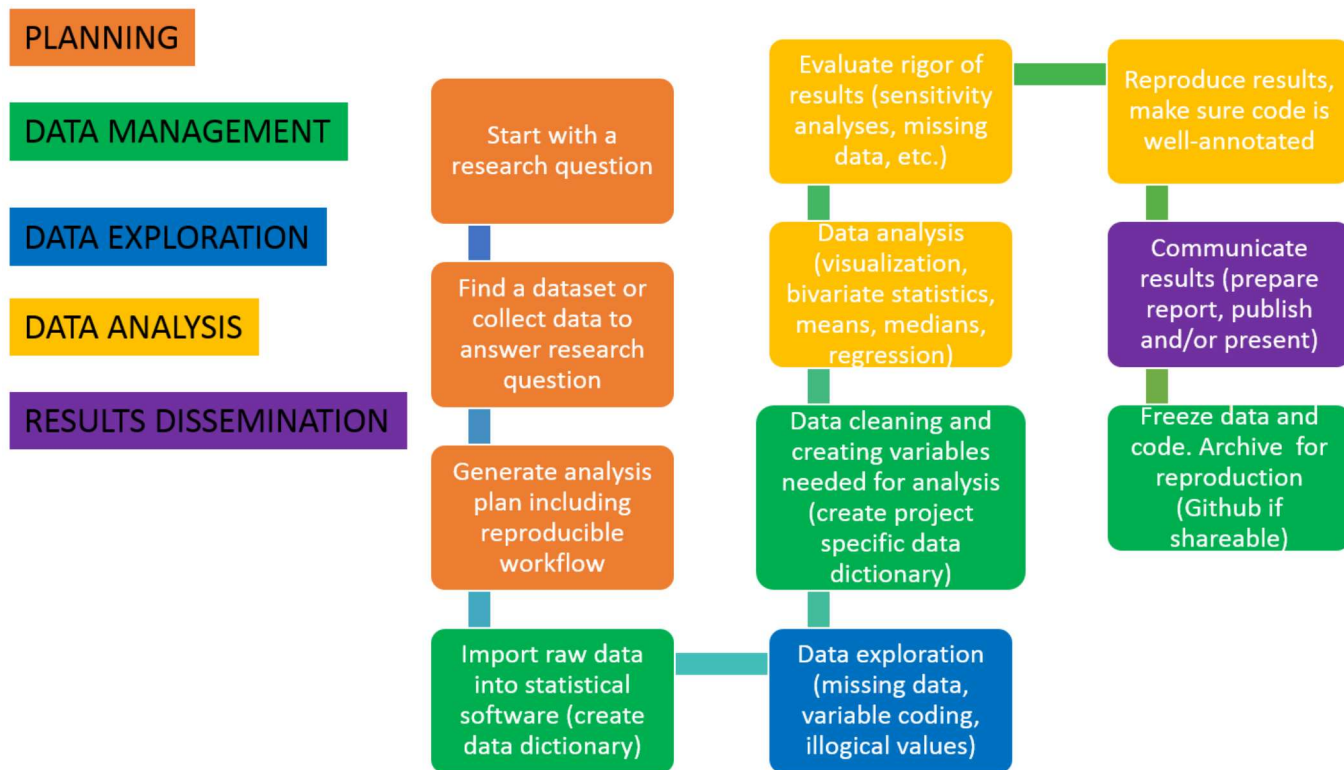 PLANNING
DATA MANAGEMENT
DATA EXPLORATION
DATA ANALYSIS
RESULTS DISSEMINATION
Start with a
research question
Find a dataset or
collect data to
answer research
question
Generate analysis
plan including
reproducible
workflow
Import raw data
into statistical
software (create
data dictionary)
Data exploration
(missing data,
variable coding,
illogical values)
Data cleaning and
creating variables
needed for analysis
(create project
specific data
dictionary)
Data analysis
(visualization,
bivariate statistics,
means, medians,
regression)
Evaluate rigor of
results (sensitivity
analyses, missing
data, etc.)
Reproduce results,
make sure code is
well-annotated
Communicate
results (prepare
report, publish
and/or present)
Freeze data and
code. Archive for
reproduction
(Github if
shareable)